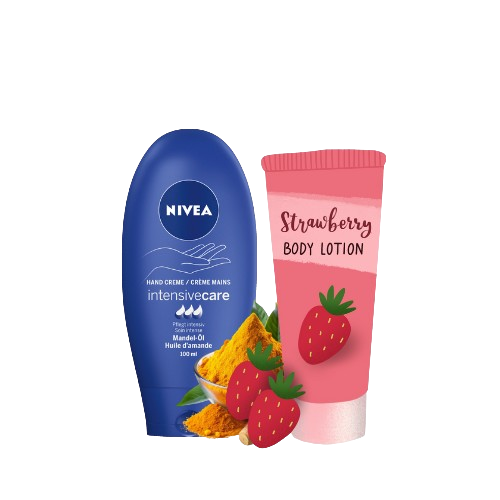 NIVEA
HAND CREME / CRÈME MAINS
intensivecare
Pflegt intensiv
Soin intense
Mandel-Öl
Huile d'amande
100 ml
Strawberry
BODY LOTION